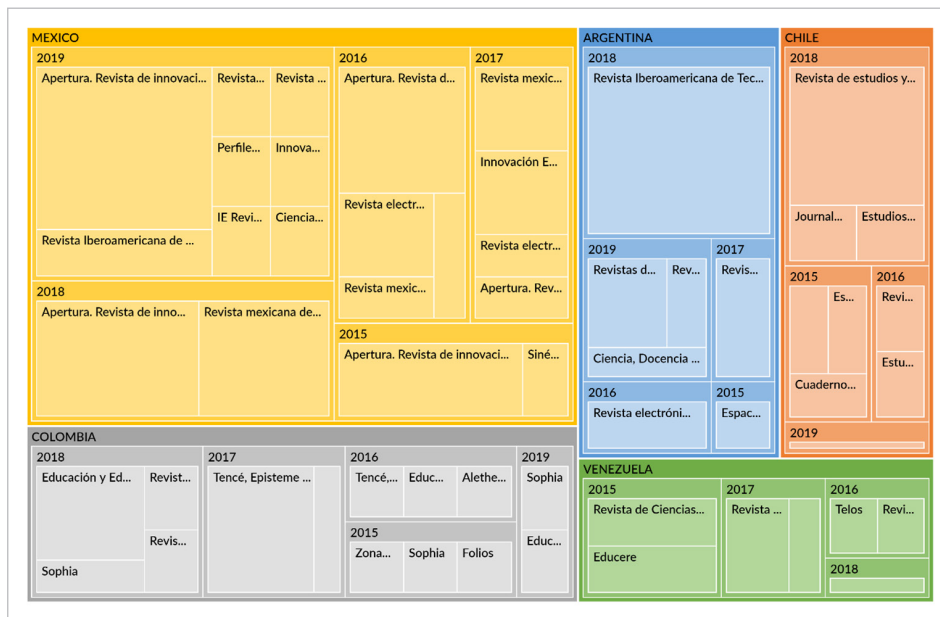 MEXICO
2019
Apertura. Revista de innovaci...
Revista...
Revista ...
Perfile...
Innova...
IE Revi...
Ciencia...
Revista Iberoamericana de ...
2018
Apertura. Revista de inno...
Revista mexicana de...
2016
Apertura. Revista d...
Revista electr...
Revista mexic...
2017
Revista mexic...
Innovación E...
Revista electr...
Apertura. Rev...
2015
Apertura. Revista de innovaci...
Siné...
ARGENTINA
2018
Revista Iberoamericana de Tec...
2019
Revistas d...
Rev...
Ciencia, Docencia ...
2017
Revis...
2016
Revista electróni...
2015
Espac...
CHILE
2018
Revista de estudios y...
Journal...
Estudios...
2015
Es...
Cuaderno...
2016
Revi...
Estu...
2019
COLOMBIA
2018
Educación y Ed...
Revist...
Revis...
Sophia
2017
Tencé, Episteme ...
2016
Tencé,...
Educ...
Alethe...
2015
Zona...
Sophia
Folios
2019
Sophia
Educ...
VENEZUELA
2015
Revista de Ciencias...
Educere
2017
Revista ...
2016
Telos
Revi...
2018